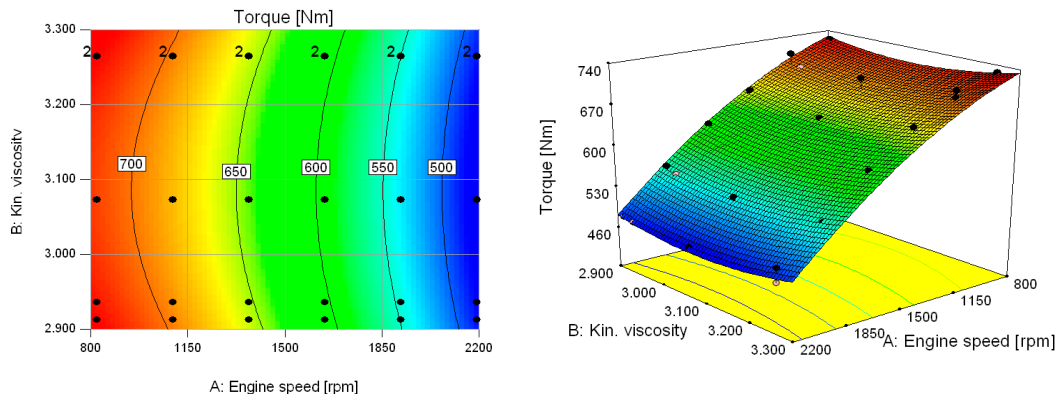 Torque [Nm]
3.300
2 2 2 2 2 2
3.200
B: Kin. viscosity
700 650 600 550 500
3.100
3.000
2.900
800 1150 1500 1850 2200
A: Engine speed [rpm]
740
670
600
530
460
Torque [Nm]
2.900
3.000
3.100
3.200
3.300
B: Kin. viscosity
2200
1850
1500
1150
800
A: Engine speed [rpm]